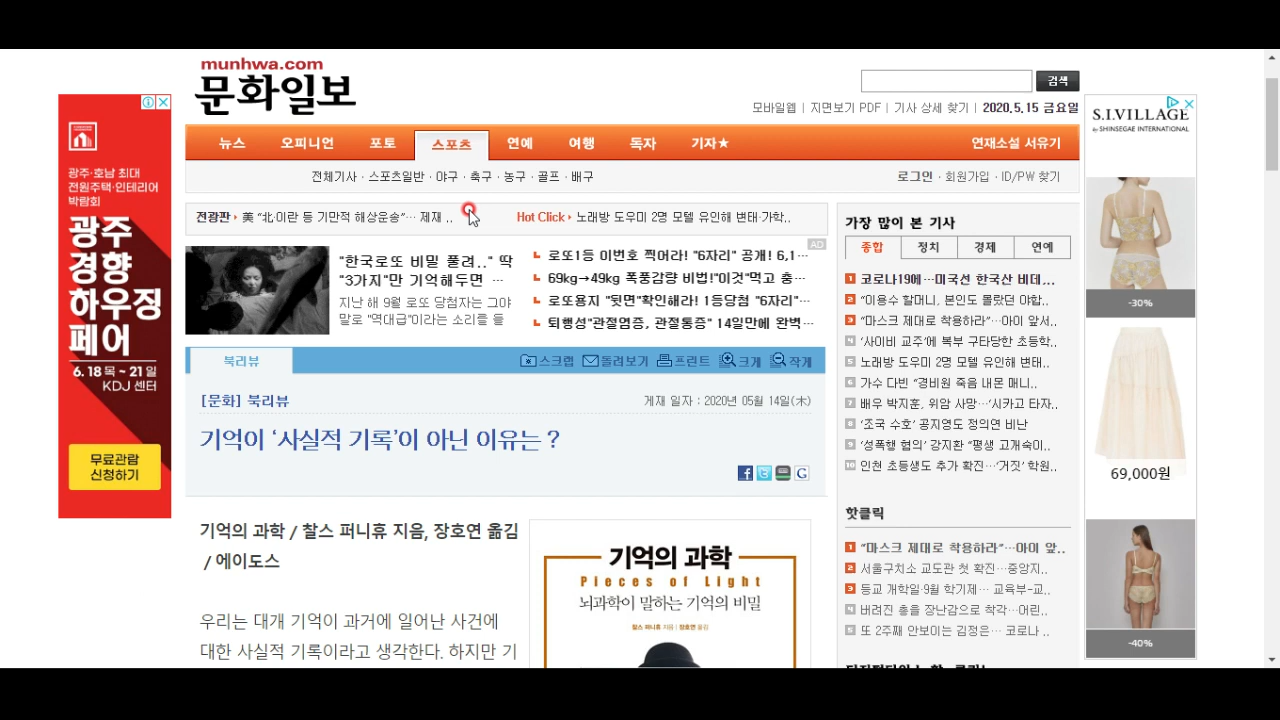 munhwa.com
문화일보
검색
모바일웹 | 지면보기 PDF | 기사 상세 찾기 | 2020.5.15 금요일
뉴스 오피니언 포토 스포츠 연예 여행 독자 기자★ 연재소설 서유기
전체기사 · 스포츠일반 · 야구 · 축구 · 농구 · 골프 · 배구
로그인 · 회원가입 · ID/PW 찾기
전광판 美 “北·이란 등 기만적 해상운송”… 제재 ..
Hot Click 노래방 도우미 2명 모텔 유인해 변태·가학..
AD
"한국로또 비밀 풀려.." 딱
"3가지"만 기억해두면 …
지난 해 9월 로또 당첨자는 그야
말로 "역대급"이라는 소리를 들
로또1등 이번호 찍어라! "6자리" 공개! 6,1…
69kg→49kg 폭풍감량 비법!"이것"먹고 충…
로또용지 "뒷면"확인해라! 1등당첨 "6자리"…
퇴행성"관절염증, 관절통증" 14일만에 완벽…
북리뷰
스크랩 돌려보기 프린트 크게 작게
[문화] 북리뷰
게재 일자 : 2020년 05월 14일(木)
기억이 ‘사실적 기록’이 아닌 이유는 ?
f t G
기억의 과학 / 찰스 퍼니휴 지음, 장호연 옮김
/ 에이도스
우리는 대개 기억이 과거에 일어난 사건에
대한 사실적 기록이라고 생각한다. 하지만 기
기억의 과학
Pieces of Light
뇌과학이 말하는 기억의 비밀
찰스 퍼니휴 지음 | 장호연 옮김
가장 많이 본 기사
종합 정치 경제 연예
1 코로나19에…미국선 한국산 비데,..
2 “이용수 할머니, 본인도 몰랐던 야합..
3 “마스크 제대로 착용하라”…아이 앞서..
4 ‘사이비 교주’에 복부 구타당한 초등학..
5 노래방 도우미 2명 모텔 유인해 변태..
6 가수 다빈 “경비원 죽음 내몬 매니..
7 배우 박지훈, 위암 사망…‘시카고 타자..
8 ‘조국 수호’ 공지영도 정의연 비난
9 ‘성폭행 협의’ 강지환 “평생 고개숙이..
10 인천 초등생도 추가 확진…‘거짓’ 학원..
핫클릭
1 “마스크 제대로 착용하라”…아이 앞..
2 서울구치소 교도관 첫 확진…중앙지..
3 등교 개학일·9월 학기제… 교육부-교..
4 버려진 총을 장난감으로 착각…어린..
5 또 2주째 안보이는 김정은… 코로나 ..
광주·호남 최대
전원주택·인테리어
박람회
광주
경향
하우징
페어
6. 18 목 ~ 21 일
KDJ 센터
무료관람
신청하기
S.I.VILLAGE
by SHINSEGAE INTERNATIONAL
-30%
69,000원
-40%